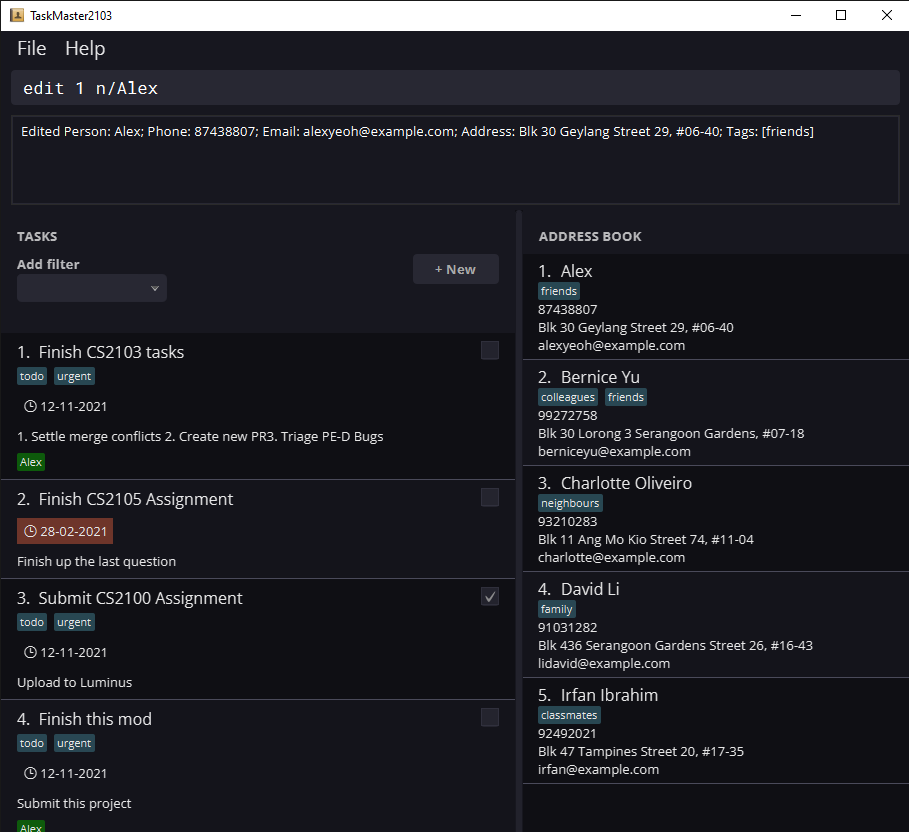 TaskMaster2103
File Help
edit 1 n/Alex
Edited Person: Alex; Phone: 87438807; Email: alexyeoh@example.com; Address: Blk 30 Geylang Street 29, #06-40; Tags: [friends]
TASKS
Add filter
+ New
1. Finish CS2103 tasks
todo urgent
12-11-2021
1. Settle merge conflicts 2. Create new PR3. Triage PE-D Bugs
Alex
2. Finish CS2105 Assignment
28-02-2021
Finish up the last question
3. Submit CS2100 Assignment
todo urgent
12-11-2021
Upload to Luminus
4. Finish this mod
todo urgent
12-11-2021
Submit this project
Alex
ADDRESS BOOK
1. Alex
friends
87438807
Blk 30 Geylang Street 29, #06-40
alexyeoh@example.com
2. Bernice Yu
colleagues friends
99272758
Blk 30 Lorong 3 Serangoon Gardens, #07-18
berniceyu@example.com
3. Charlotte Oliveiro
neighbours
93210283
Blk 11 Ang Mo Kio Street 74, #11-04
charlotte@example.com
4. David Li
family
91031282
Blk 436 Serangoon Gardens Street 26, #16-43
lidavid@example.com
5. Irfan Ibrahim
classmates
92492021
Blk 47 Tampines Street 20, #17-35
irfan@example.com